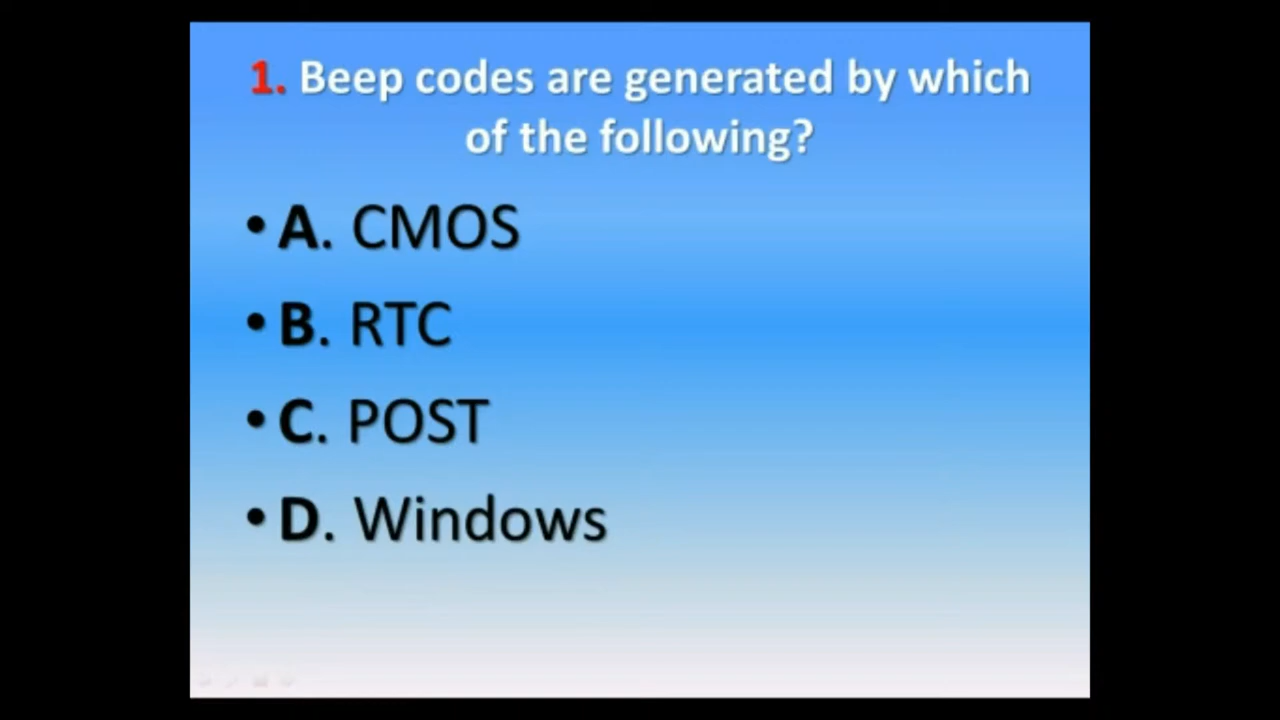 1. Beep codes are generated by which
of the following?
• A. CMOS
• B. RTC
• C. POST
• D. Windows